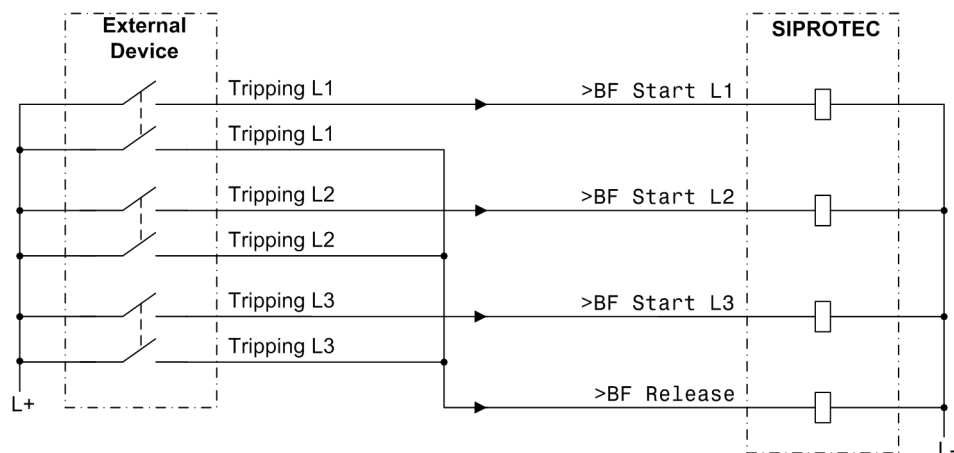 External
Device
SIPROTEC
Tripping L1
>BF Start L1
Tripping L1
Tripping L2
>BF Start L2
Tripping L2
Tripping L3
>BF Start L3
Tripping L3
>BF Release
L+